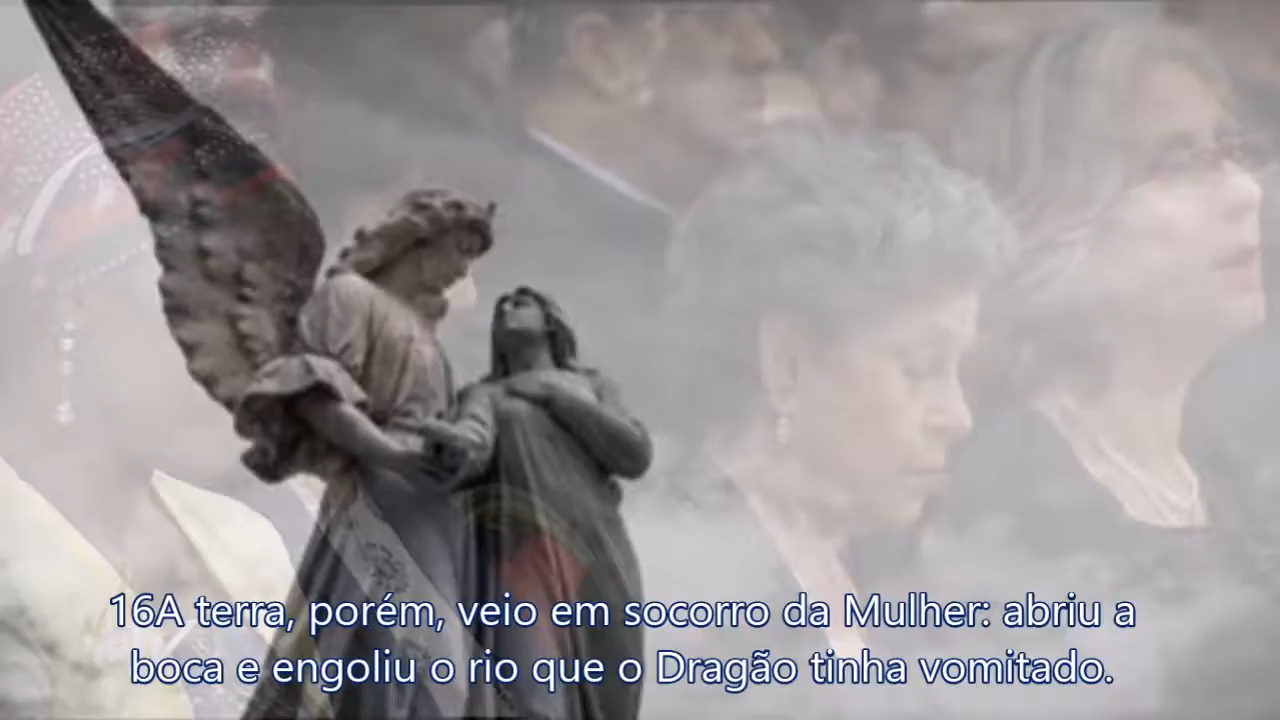 16A terra, porém, veio em socorro da Mulher: abriu a
boca e engoliu o rio que o Dragão tinha vomitado.